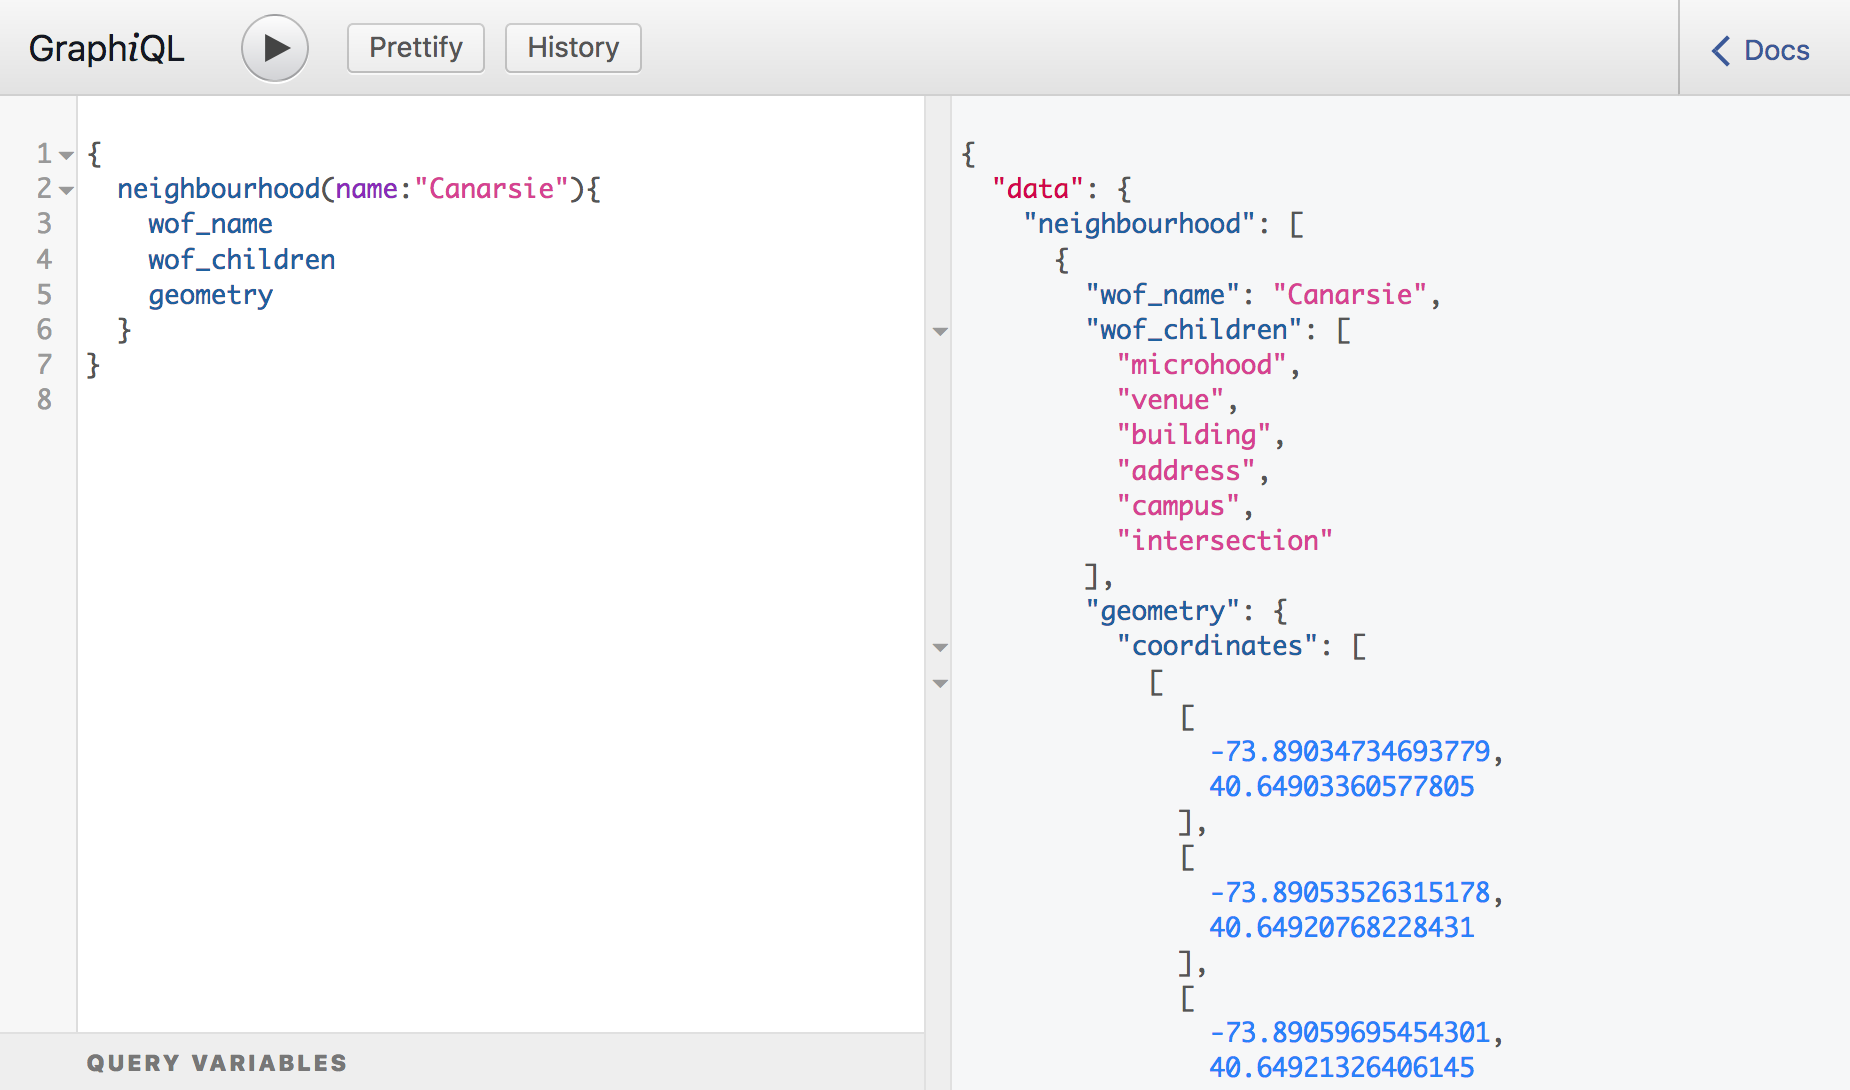 GraphiQL
Prettify
History
Docs
1 {
2 neighbourhood(name:"Canarsie"){
3 wof_name
4 wof_children
5 geometry
6 }
7 }
8
QUERY VARIABLES
{
"data": {
"neighbourhood": [
{
"wof_name": "Canarsie",
"wof_children": [
"microhood",
"venue",
"building",
"address",
"campus",
"intersection"
],
"geometry": {
"coordinates": [
[
[
-73.89034734693779,
40.64903360577805
],
[
-73.89053526315178,
40.64920768228431
],
[
-73.89059695454301,
40.64921326406145